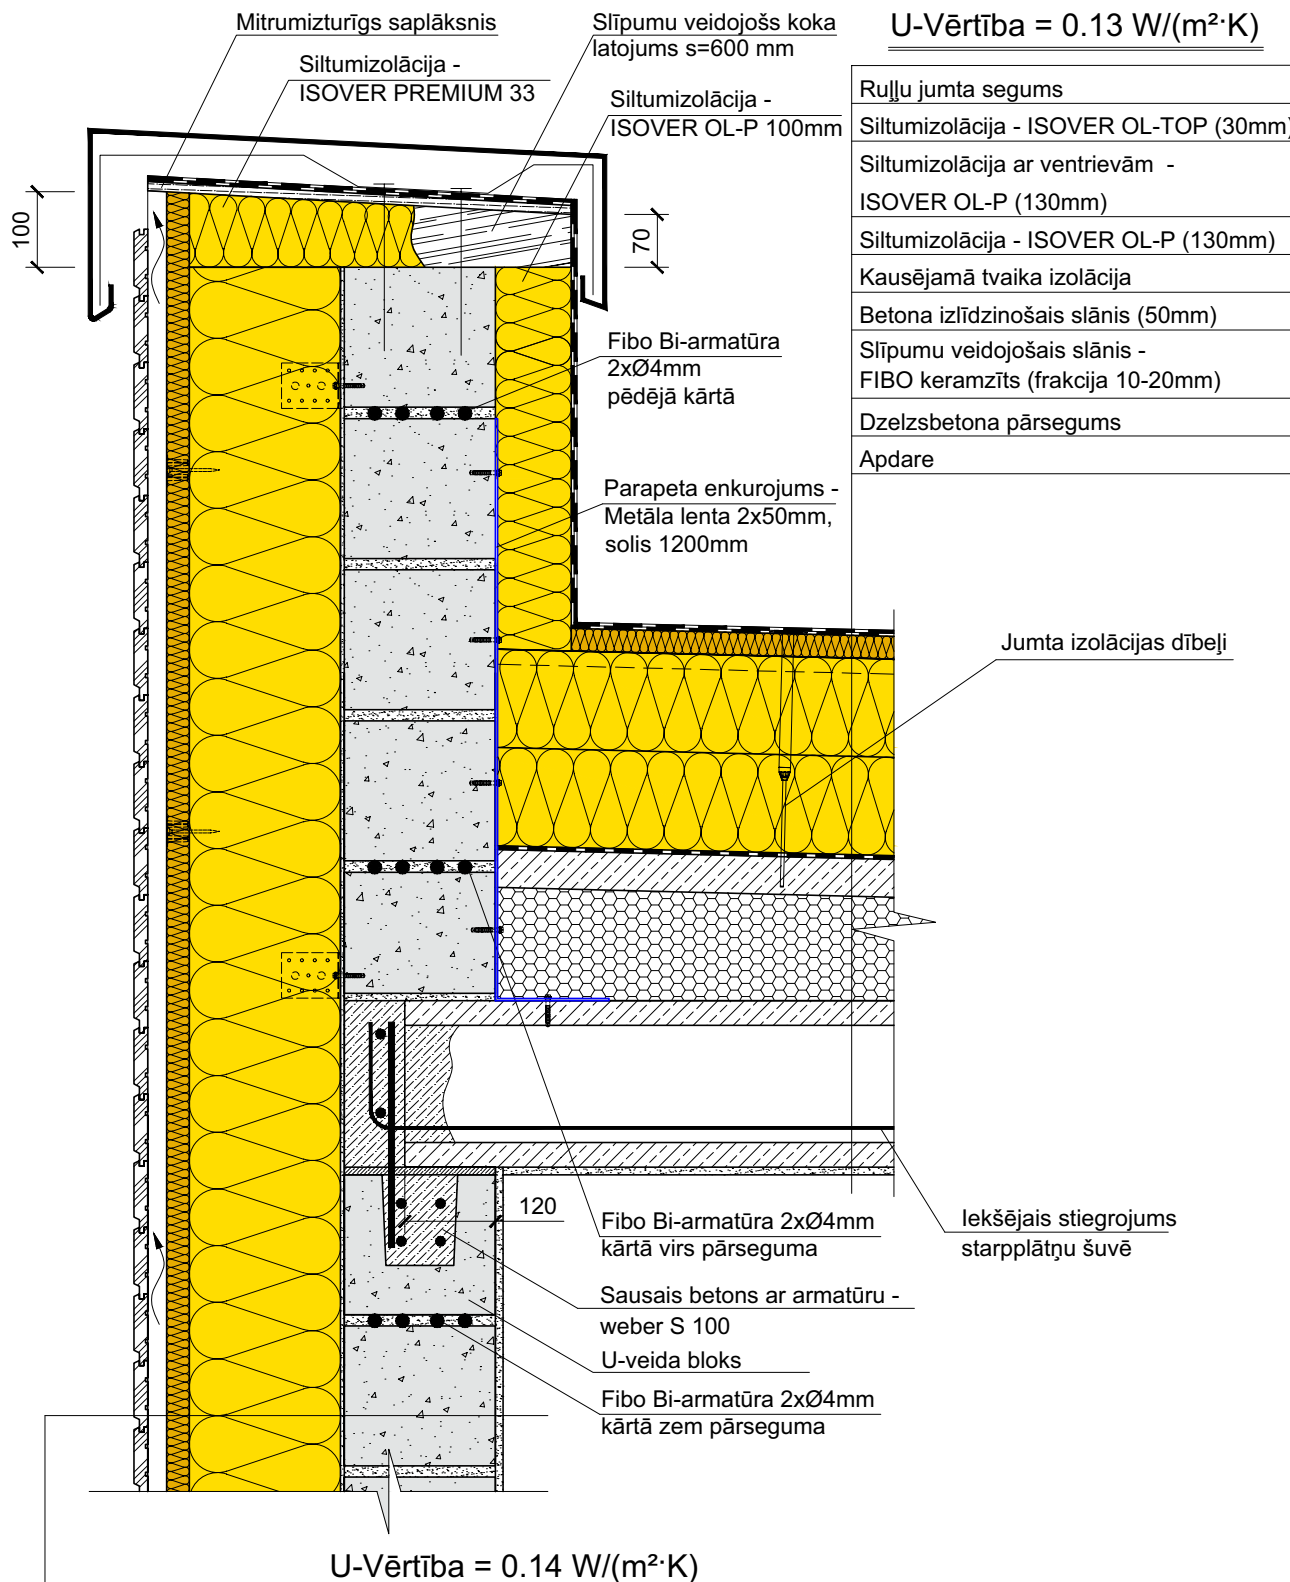 Mitrumizturīgs saplāksnis
Siltumizolācija -
ISOVER PREMIUM 33
Slīpumu veidojošs koka
latojums s=600 mm
Siltumizolācija -
ISOVER OL-P 100mm
U-Vērtība = 0.13 W/(m²·K)
Ruļļu jumta segums
Siltumizolācija - ISOVER OL-TOP (30mm)
Siltumizolācija ar ventrievām -
ISOVER OL-P (130mm)
Siltumizolācija - ISOVER OL-P (130mm)
Kausējamā tvaika izolācija
Betona izlīdzinošais slānis (50mm)
Slīpumu veidojošais slānis -
FIBO keramzīts (frakcija 10-20mm)
Dzelzsbetona pārsegums
Apdare
100
70
Fibo Bi-armatūra
2xØ4mm
pēdējā kārtā
Parapeta enkurojums -
Metāla lenta 2x50mm,
solis 1200mm
Jumta izolācijas dībeļi
120
Fibo Bi-armatūra 2xØ4mm
kārtā virs pārseguma
Iekšējais stiegrojums
starpplātņu šuvē
Sausais betons ar armatūru -
weber S 100
U-veida bloks
Fibo Bi-armatūra 2xØ4mm
kārtā zem pārseguma
U-Vērtība = 0.14 W/(m²·K)